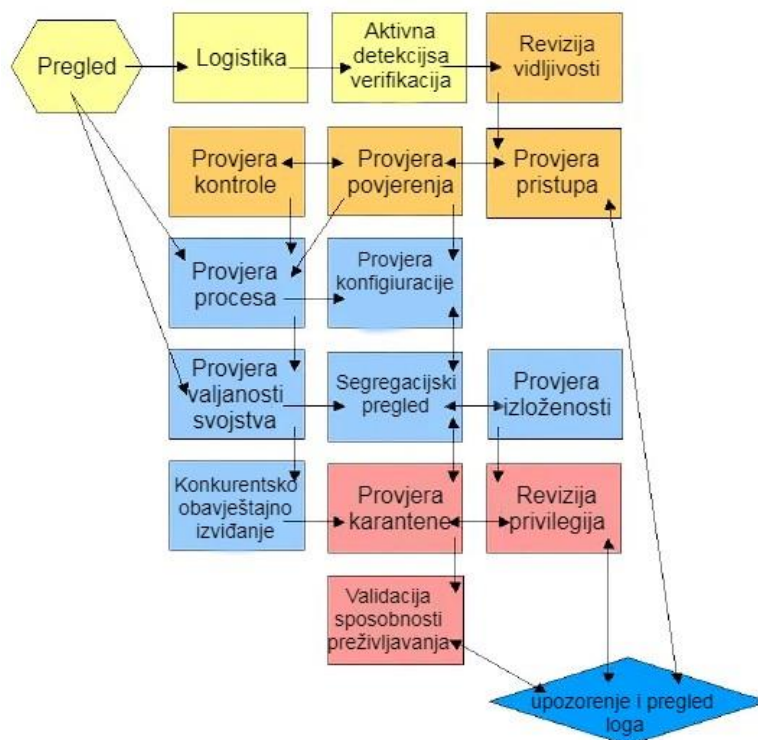 Pregled
Logistika
Aktivna
detekcijsa
verifikacija
Revizija
vidljivosti
Provjera
kontrole
Provjera
povjerenja
Provjera
pristupa
Provjera
procesa
Provjera
konfigiuracije
Provjera
valjanosti
svojstva
Segregacijski
pregled
Provjera
izloženosti
Konkurentsko
obavještajno
izviđanje
Provjera
karantene
Revizija
privilegija
Validacija
sposobnosti
preživljavanja
upozorenje i pregled
loga